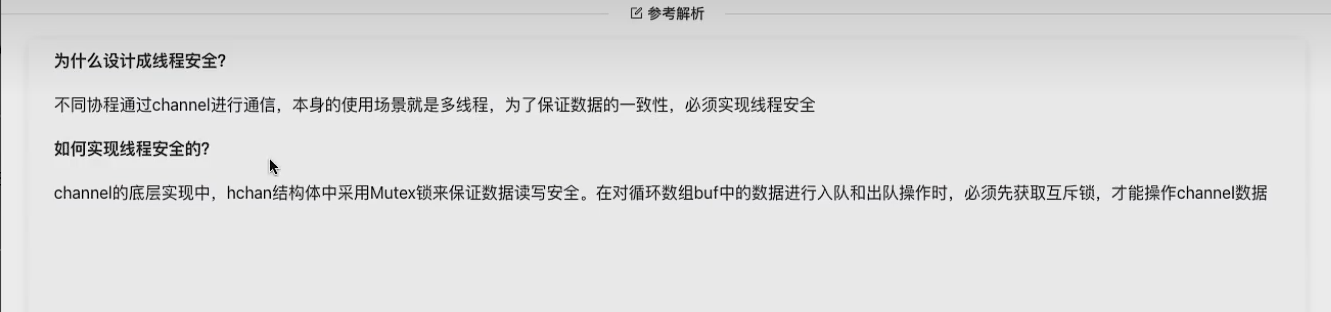 参考解析
为什么设计成线程安全?
不同协程通过channel进行通信，本身的使用场景就是多线程，为了保证数据的一致性，必须实现线程安全
如何实现线程安全的?
channel的底层实现中，hchan结构体中采用Mutex锁来保证数据读写安全。在对循环数组buf中的数据进行入队和出队操作时，必须先获取互斥锁，才能操作channel数据